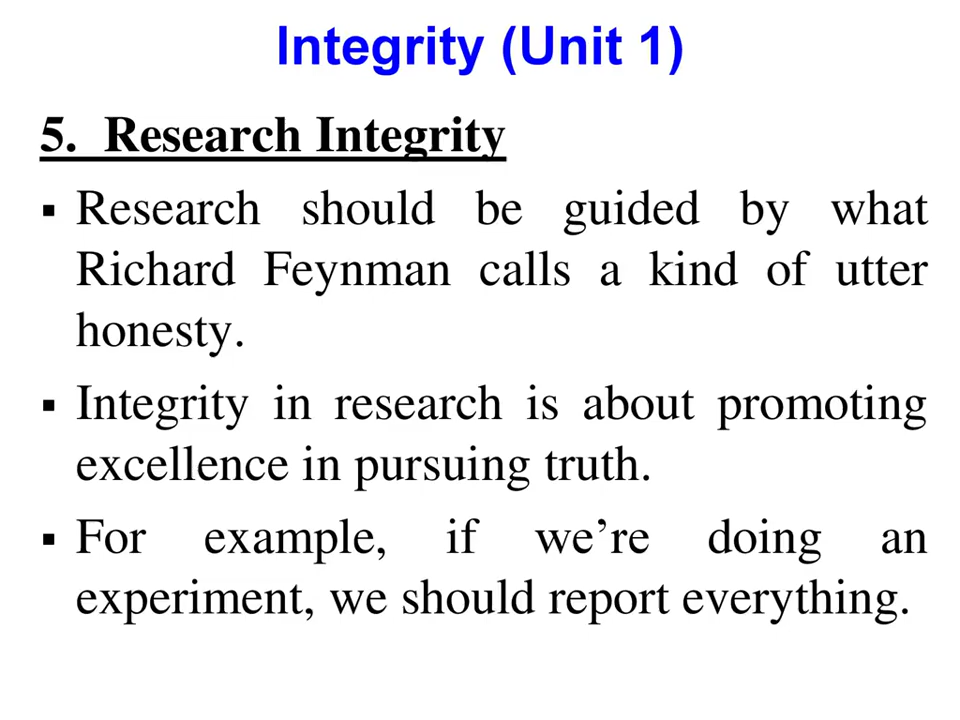 Integrity (Unit 1)
5. Research Integrity
▪ Research should be guided by what
Richard Feynman calls a kind of utter
honesty.
▪ Integrity in research is about promoting
excellence in pursuing truth.
▪ For example, if we’re doing an
experiment, we should report everything.